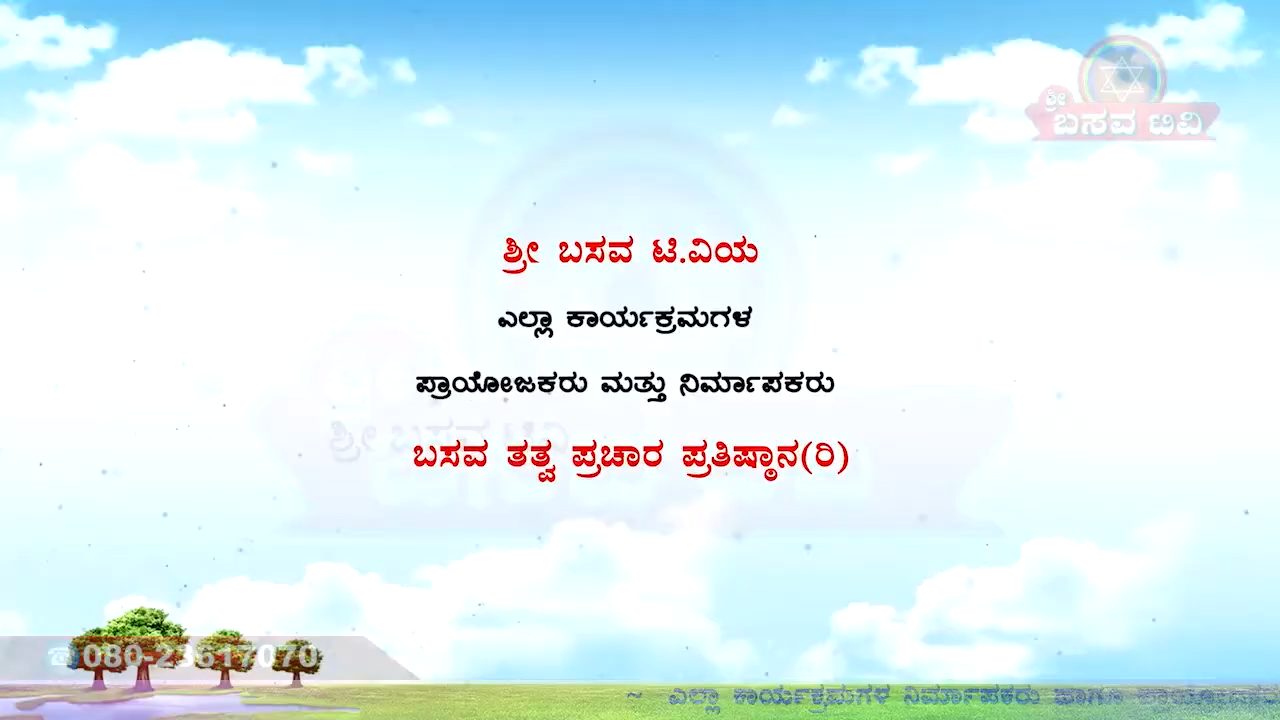 ಶ್ರೀ
ಬಸವ ಟಿವಿ
ಶ್ರೀ ಬಸವ ಟಿ.ವಿಯ
ಎಲ್ಲಾ ಕಾರ್ಯಕ್ರಮಗಳ
ಪ್ರಾಯೋಜಕರು ಮತ್ತು ನಿರ್ಮಾಪಕರು
ಬಸವ ತತ್ವ ಪ್ರಚಾರ ಪ್ರತಿಷ್ಠಾನ(ರಿ)
☎080-23617070
~ ಎಲ್ಲಾ ಕಾರ್ಯಕ್ರಮಗಳ ನಿರ್ಮಾಪಕರು ಹಾಗೂ